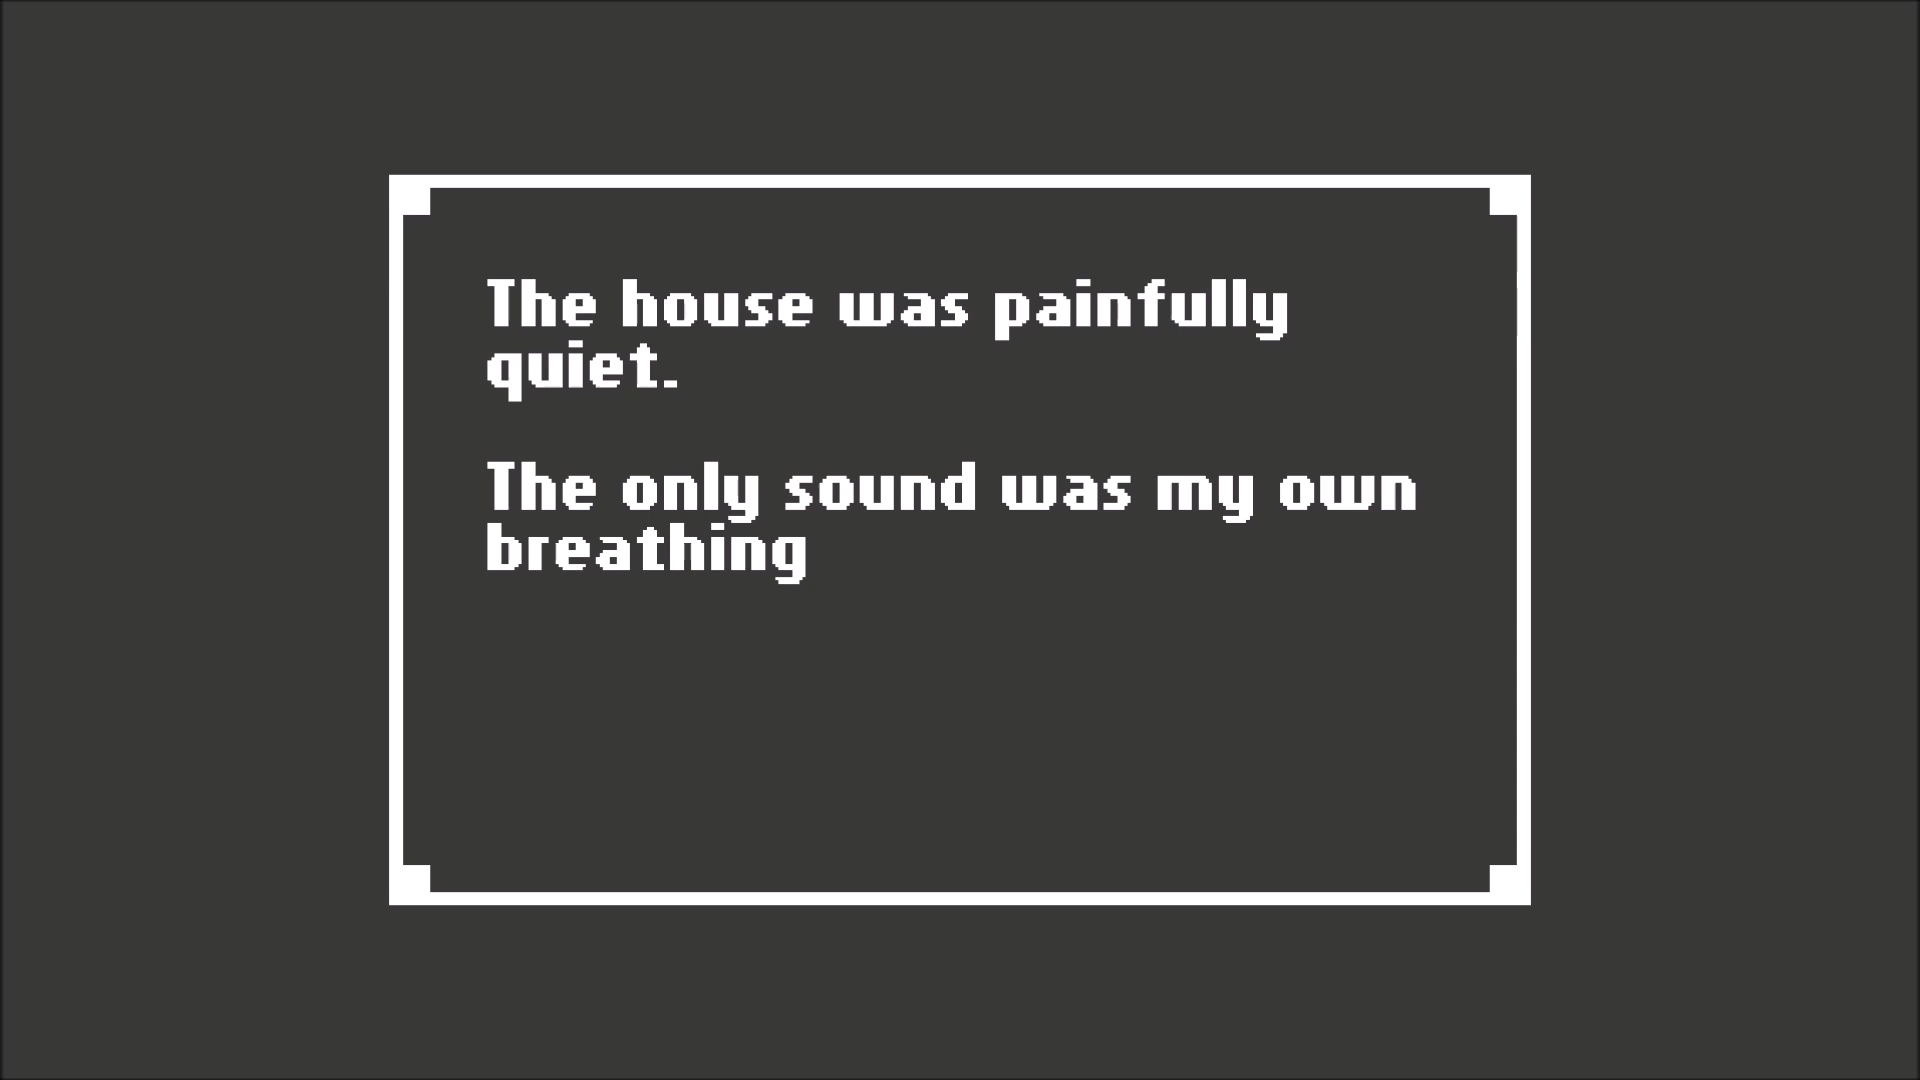 The house was painfully
quiet.
The only sound was my own
breathing